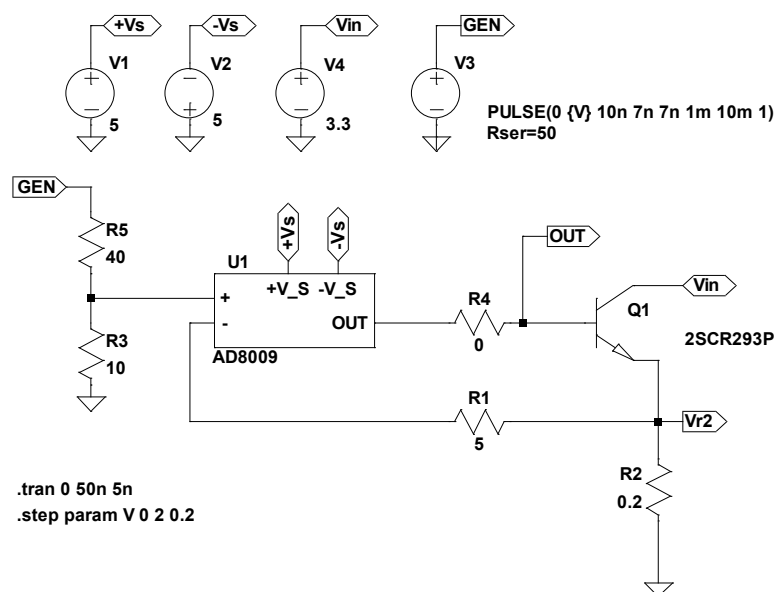 +Vs
-Vs
Vin
GEN
V1
V2
V4
V3
5
5
3.3
PULSE(0 {V} 10n 7n 7n 1m 10m 1)
Rser=50
GEN
R5
40
R3
10
U1
+Vs
-Vs
+V_S -V_S
+
-
OUT
AD8009
R4
0
OUT
Vin
Q1
2SCR293P
R1
5
Vr2
R2
0.2
.tran 0 50n 5n
.step param V 0 2 0.2